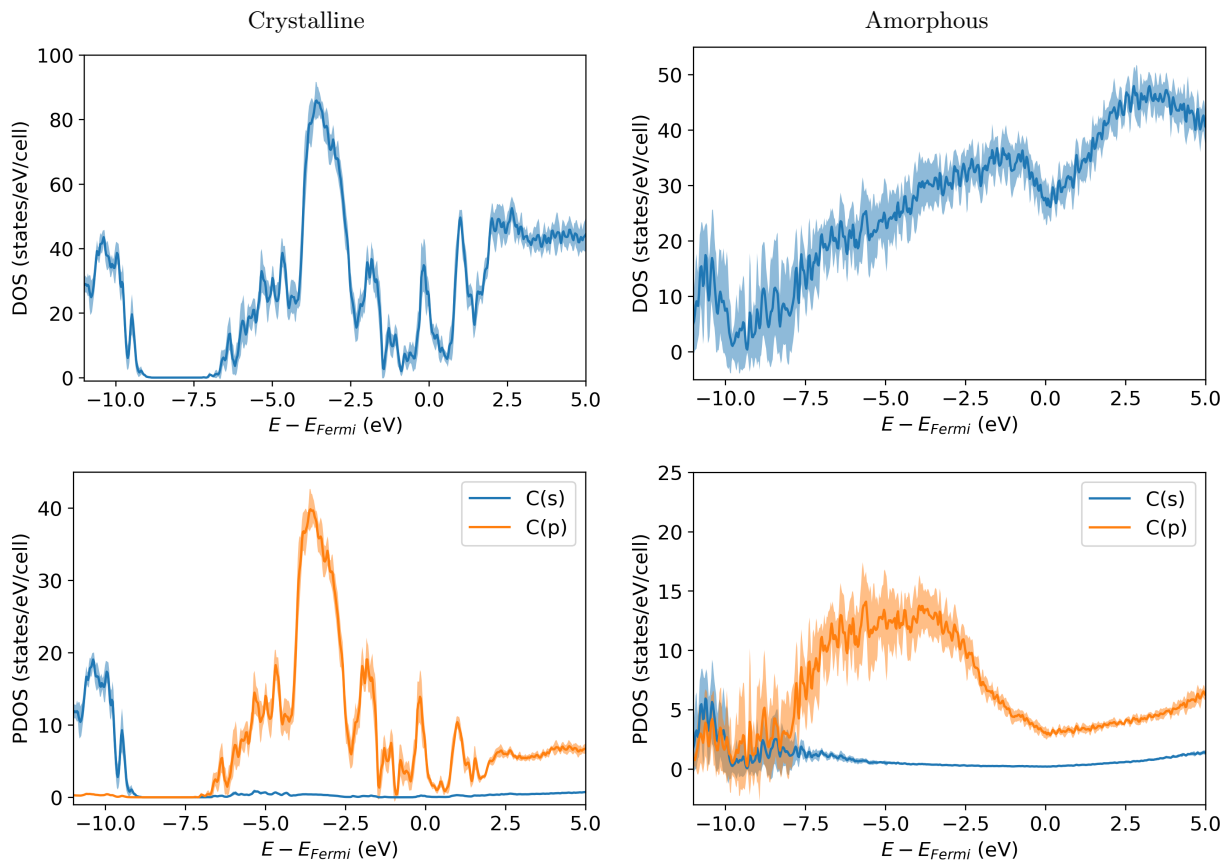 Crystalline
Amorphous
100
80
60
40
20
0
DOS (states/eV/cell)
−10.0 −7.5 −5.0 −2.5 0.0 2.5 5.0
E − E_Fermi (eV)
50
40
30
20
10
0
DOS (states/eV/cell)
−10.0 −7.5 −5.0 −2.5 0.0 2.5 5.0
E − E_Fermi (eV)
40
30
20
10
0
PDOS (states/eV/cell)
C(s)
C(p)
−10.0 −7.5 −5.0 −2.5 0.0 2.5 5.0
E − E_Fermi (eV)
25
20
15
10
5
0
PDOS (states/eV/cell)
C(s)
C(p)
−10.0 −7.5 −5.0 −2.5 0.0 2.5 5.0
E − E_Fermi (eV)